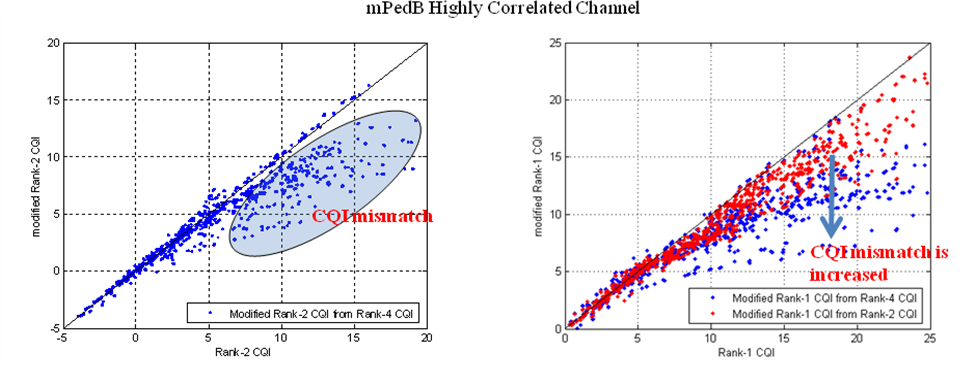 mPedB Highly Correlated Channel
20
15
10
5
0
-5
-5
0
5
10
15
20
modified Rank-2 CQI
Rank-2 CQI
CQI mismatch
Modified Rank-2 CQI from Rank-4 CQI
25
20
15
10
5
0
0
5
10
15
20
25
modified Rank-1 CQI
Rank-1 CQI
CQI mismatch is
increased
Modified Rank-1 CQI from Rank-4 CQI
Modified Rank-1 CQI from Rank-2 CQI